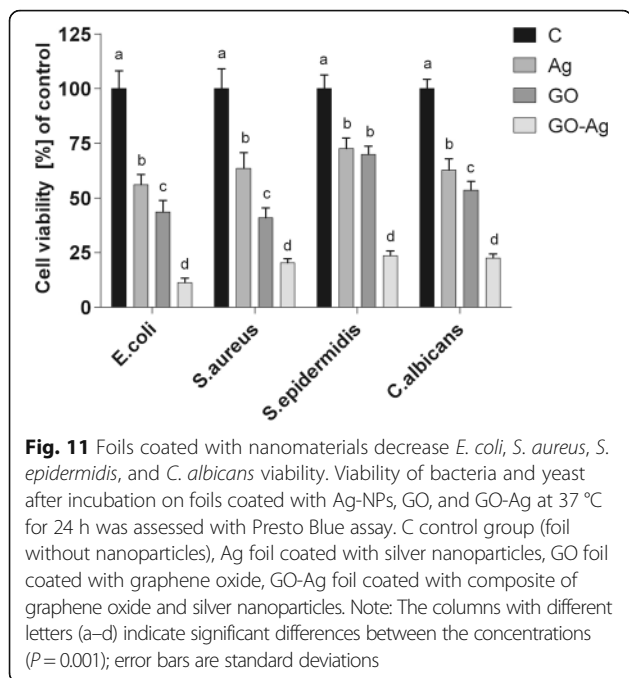 125
100
75
50
25
0
Cell viability [%] of control
a
b
c
d
a
b
c
d
a
b
b
d
a
b
c
d
C
Ag
GO
GO-Ag
E.coli
S.aureus
S.epidermidis
C.albicans
Fig. 11 Foils coated with nanomaterials decrease E. coli, S. aureus, S.
epidermidis, and C. albicans viability. Viability of bacteria and yeast
after incubation on foils coated with Ag-NPs, GO, and GO-Ag at 37 °C
for 24 h was assessed with Presto Blue assay. C control group (foil
without nanoparticles), Ag foil coated with silver nanoparticles, GO foil
coated with graphene oxide, GO-Ag foil coated with composite of
graphene oxide and silver nanoparticles. Note: The columns with different
letters (a–d) indicate significant differences between the concentrations
(P = 0.001); error bars are standard deviations